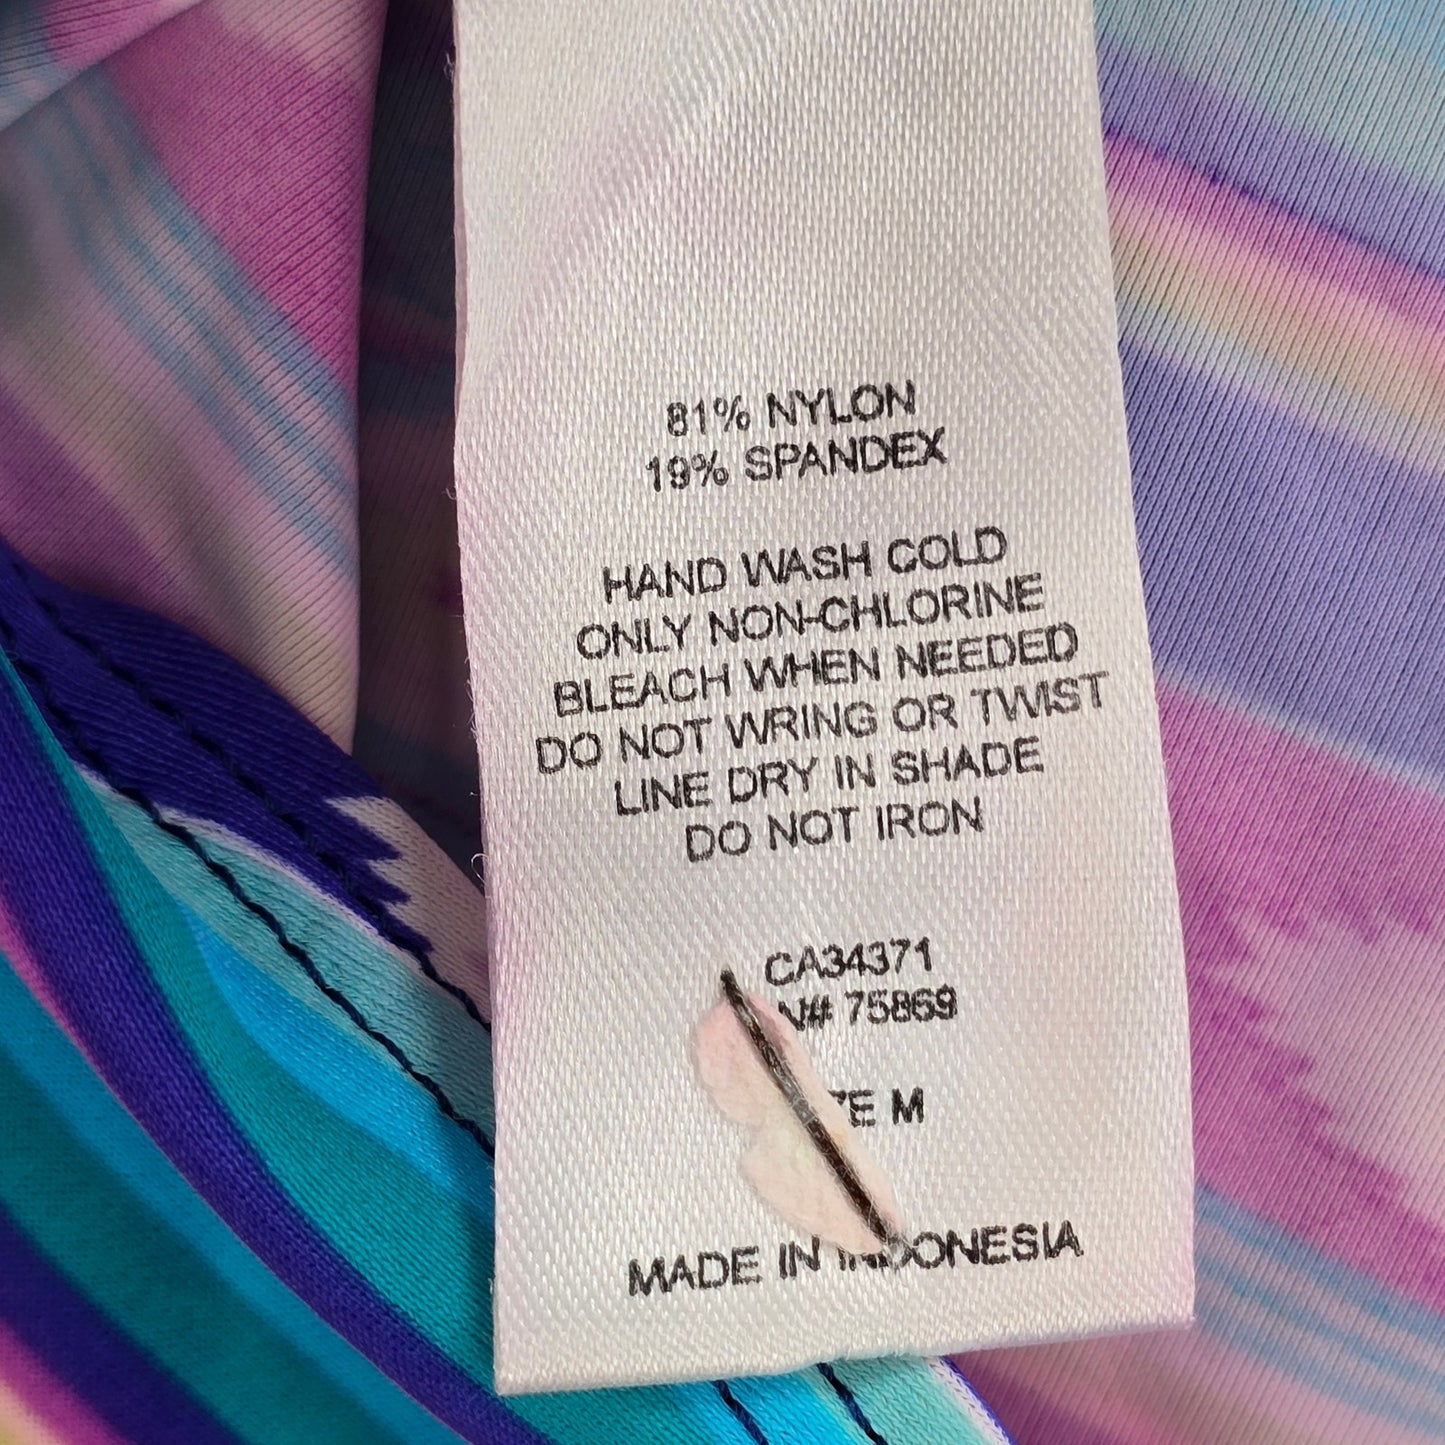 81% NYLON
19% SPANDEX
HAND WASH COLD
ONLY NON-CHLORINE
BLEACH WHEN NEEDED
DO NOT WRING OR TWIST
LINE DRY IN SHADE
DO NOT IRON
CA34371
N# 75869
M
MADE IN INDONESIA